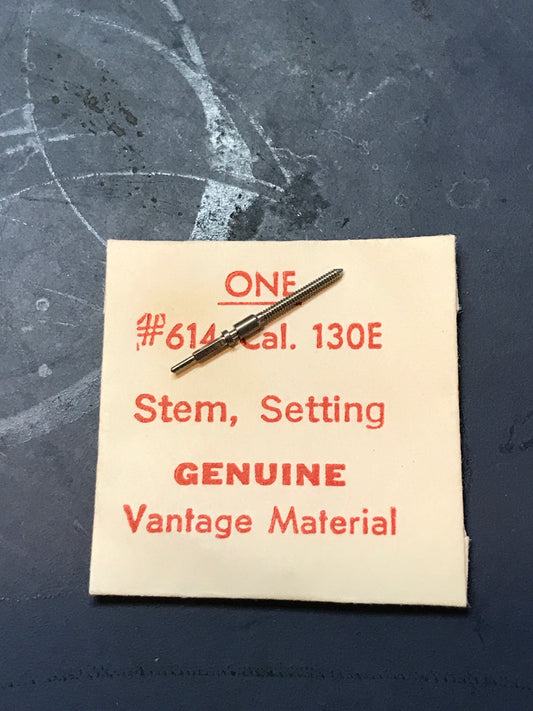 ONE
#614 Cal. 130E
Stem, Setting
GENUINE
Vantage Material